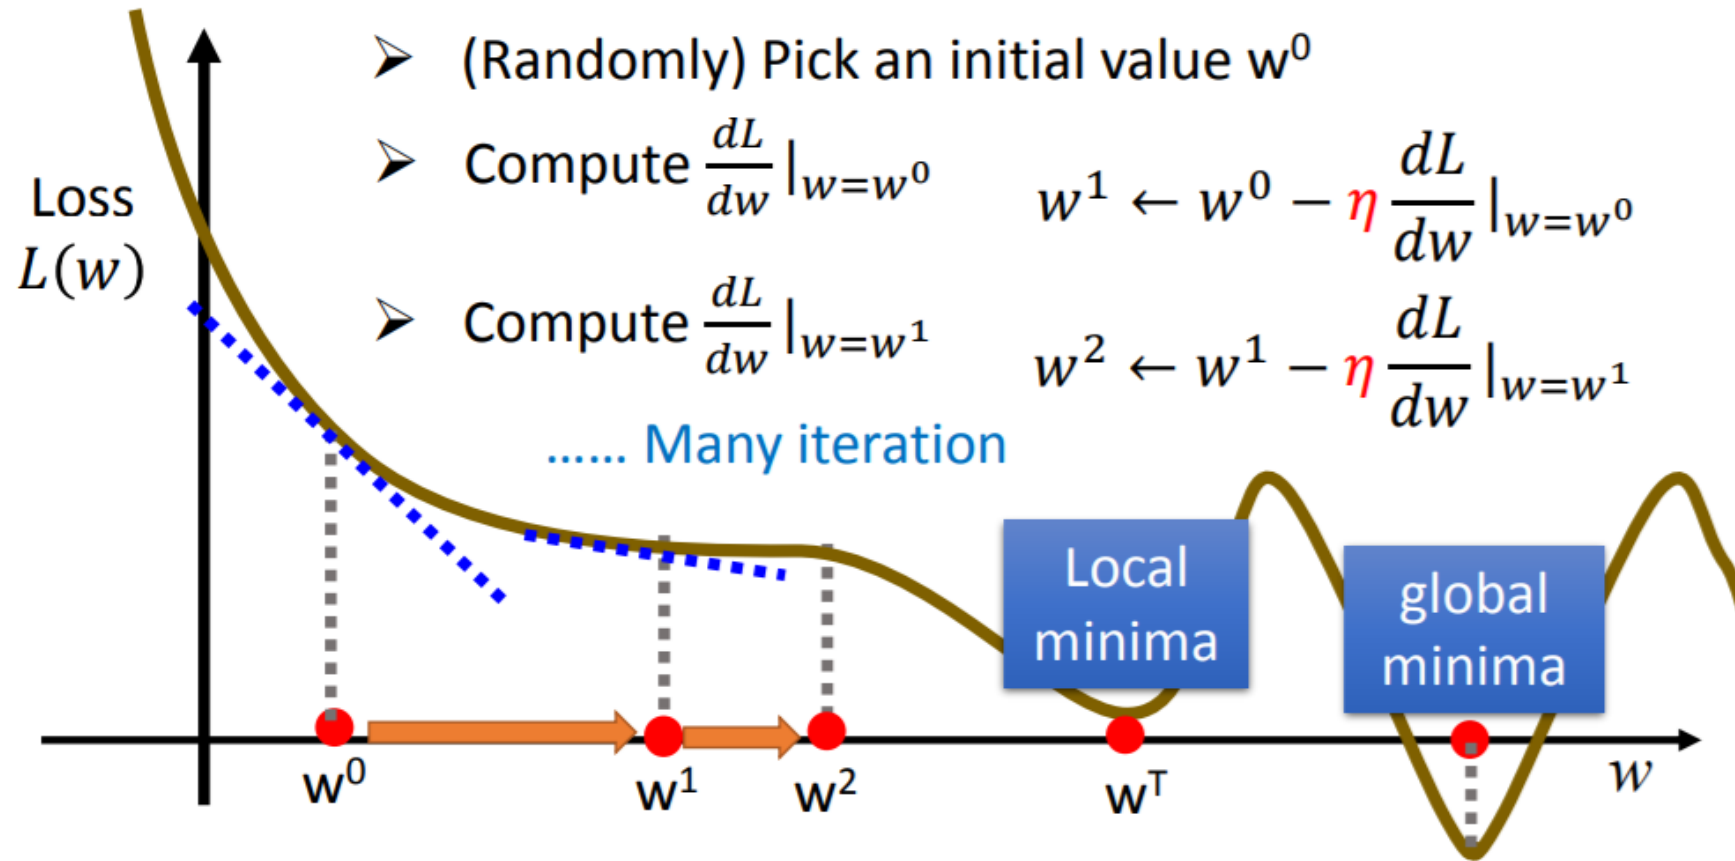 ➢ (Randomly) Pick an initial value w⁰
➢ Compute dL/dw |w=w⁰
w¹ ← w⁰ − η dL/dw |w=w⁰
➢ Compute dL/dw |w=w¹
w² ← w¹ − η dL/dw |w=w¹
...... Many iteration
Loss
L(w)
Local
minima
global
minima
w⁰
w¹
w²
wᵀ
w